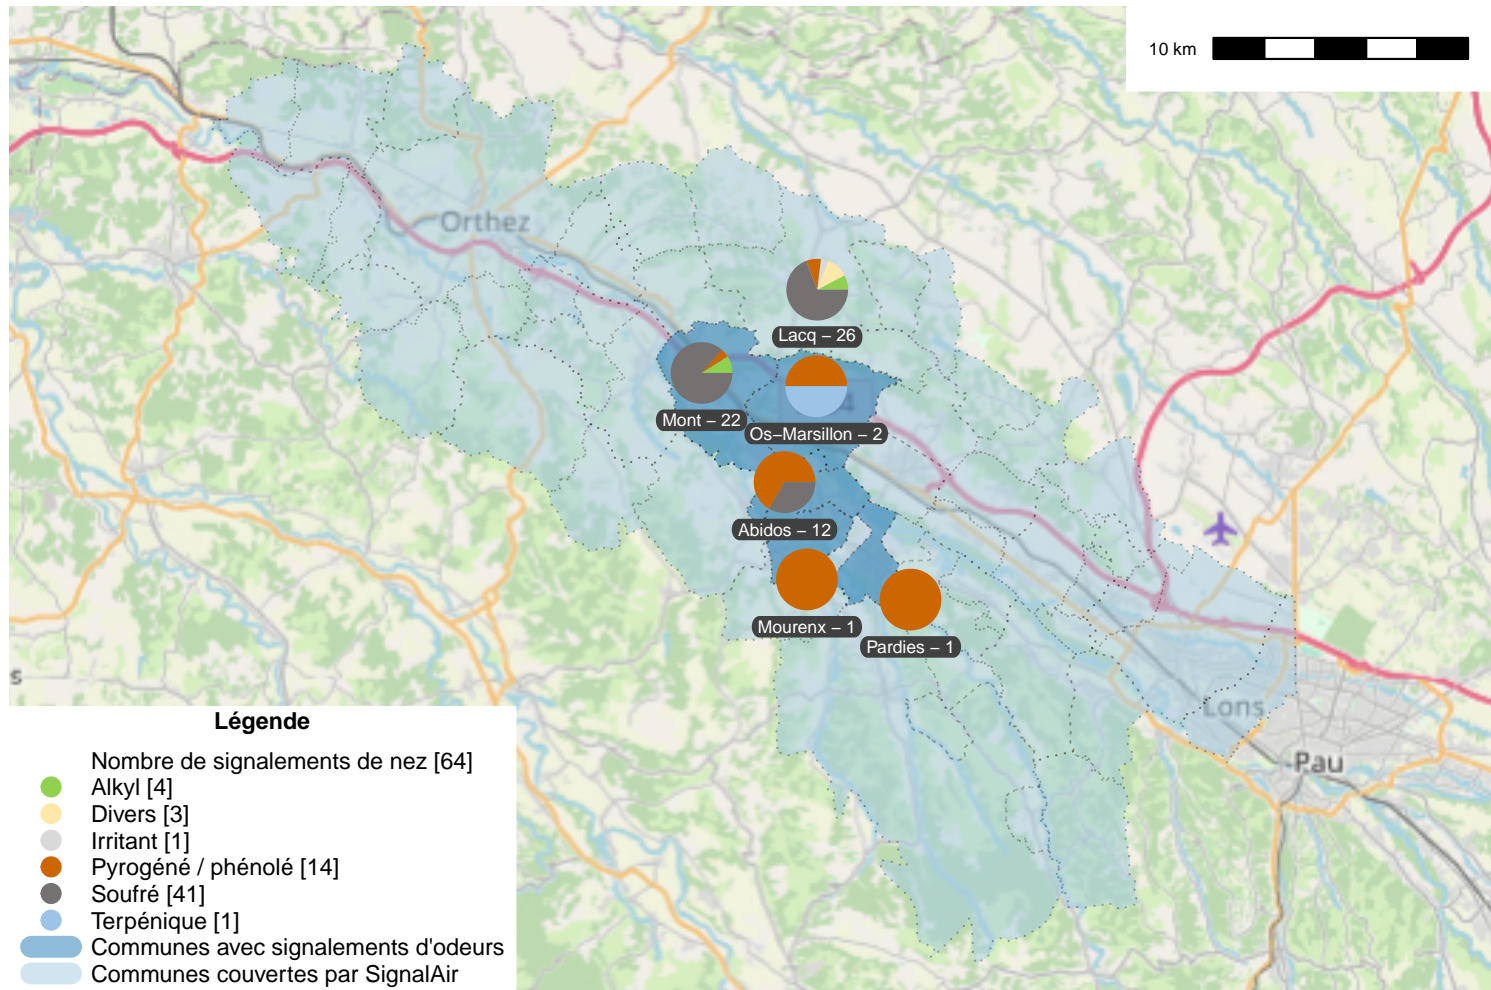 10 km
Orthez
Lacq – 26
Mont – 22
Os–Marsillon – 2
Abidos – 12
Mourenx – 1
Pardies – 1
Lons
Pau
s
Légende
Nombre de signalements de nez [64]
Alkyl [4]
Divers [3]
Irritant [1]
Pyrogéné / phénolé [14]
Soufré [41]
Terpénique [1]
Communes avec signalements d'odeurs
Communes couvertes par SignalAir